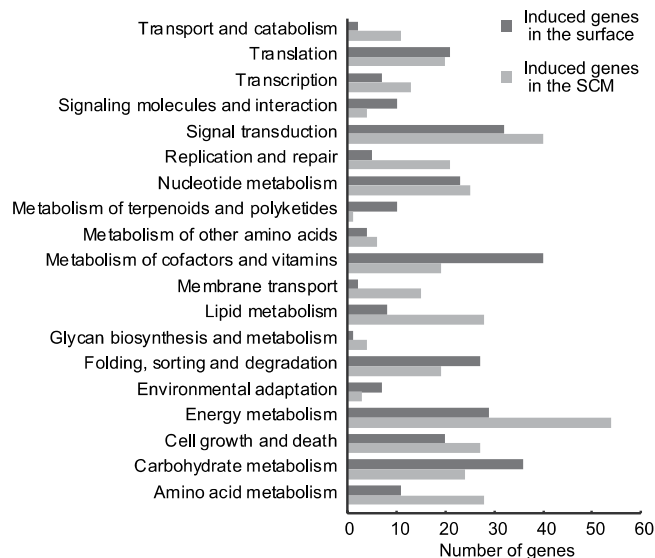 Induced genes
in the surface
Induced genes
in the SCM
Transport and catabolism
Translation
Transcription
Signaling molecules and interaction
Signal transduction
Replication and repair
Nucleotide metabolism
Metabolism of terpenoids and polyketides
Metabolism of other amino acids
Metabolism of cofactors and vitamins
Membrane transport
Lipid metabolism
Glycan biosynthesis and metabolism
Folding, sorting and degradation
Environmental adaptation
Energy metabolism
Cell growth and death
Carbohydrate metabolism
Amino acid metabolism
0 10 20 30 40 50 60
Number of genes